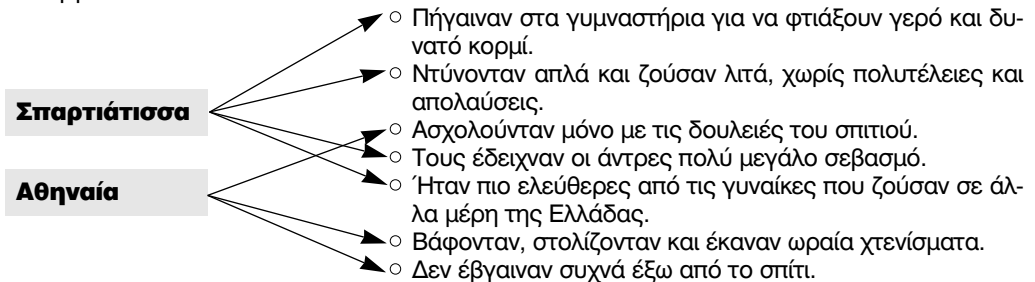 Πήγαιναν στα γυμναστήρια για να φτιάξουν γερό και δυ-
νατό κορμί.
Ντύνονταν απλά και ζούσαν λιτά, χωρίς πολυτέλειες και
απολαύσεις.
Σπαρτιάτισσα
Ασχολούνταν μόνο με τις δουλειές του σπιτιού.
Τους έδειχναν οι άντρες πολύ μεγάλο σεβασμό.
Αθηναία
Ήταν πιο ελεύθερες από τις γυναίκες που ζούσαν σε άλ-
λα μέρη της Ελλάδας.
Βάφονταν, στολίζονταν και έκαναν ωραία χτενίσματα.
Δεν έβγαιναν συχνά έξω από το σπίτι.